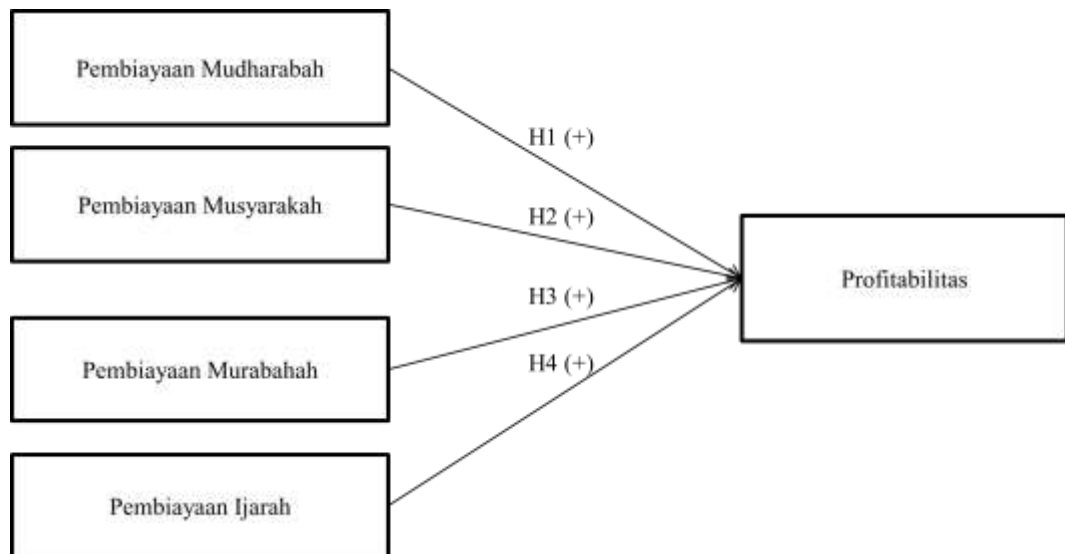 Pembiayaan Mudharabah
H1 (+)
Pembiayaan Musyarakah
H2 (+)
Profitabilitas
H3 (+)
Pembiayaan Murabahah
H4 (+)
Pembiayaan Ijarah